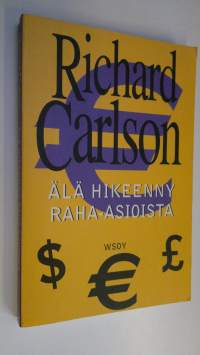 Richard
Carlson
ÄLÄ HIKEENNY
RAHA-ASIOISTA
WSOY
$ € £